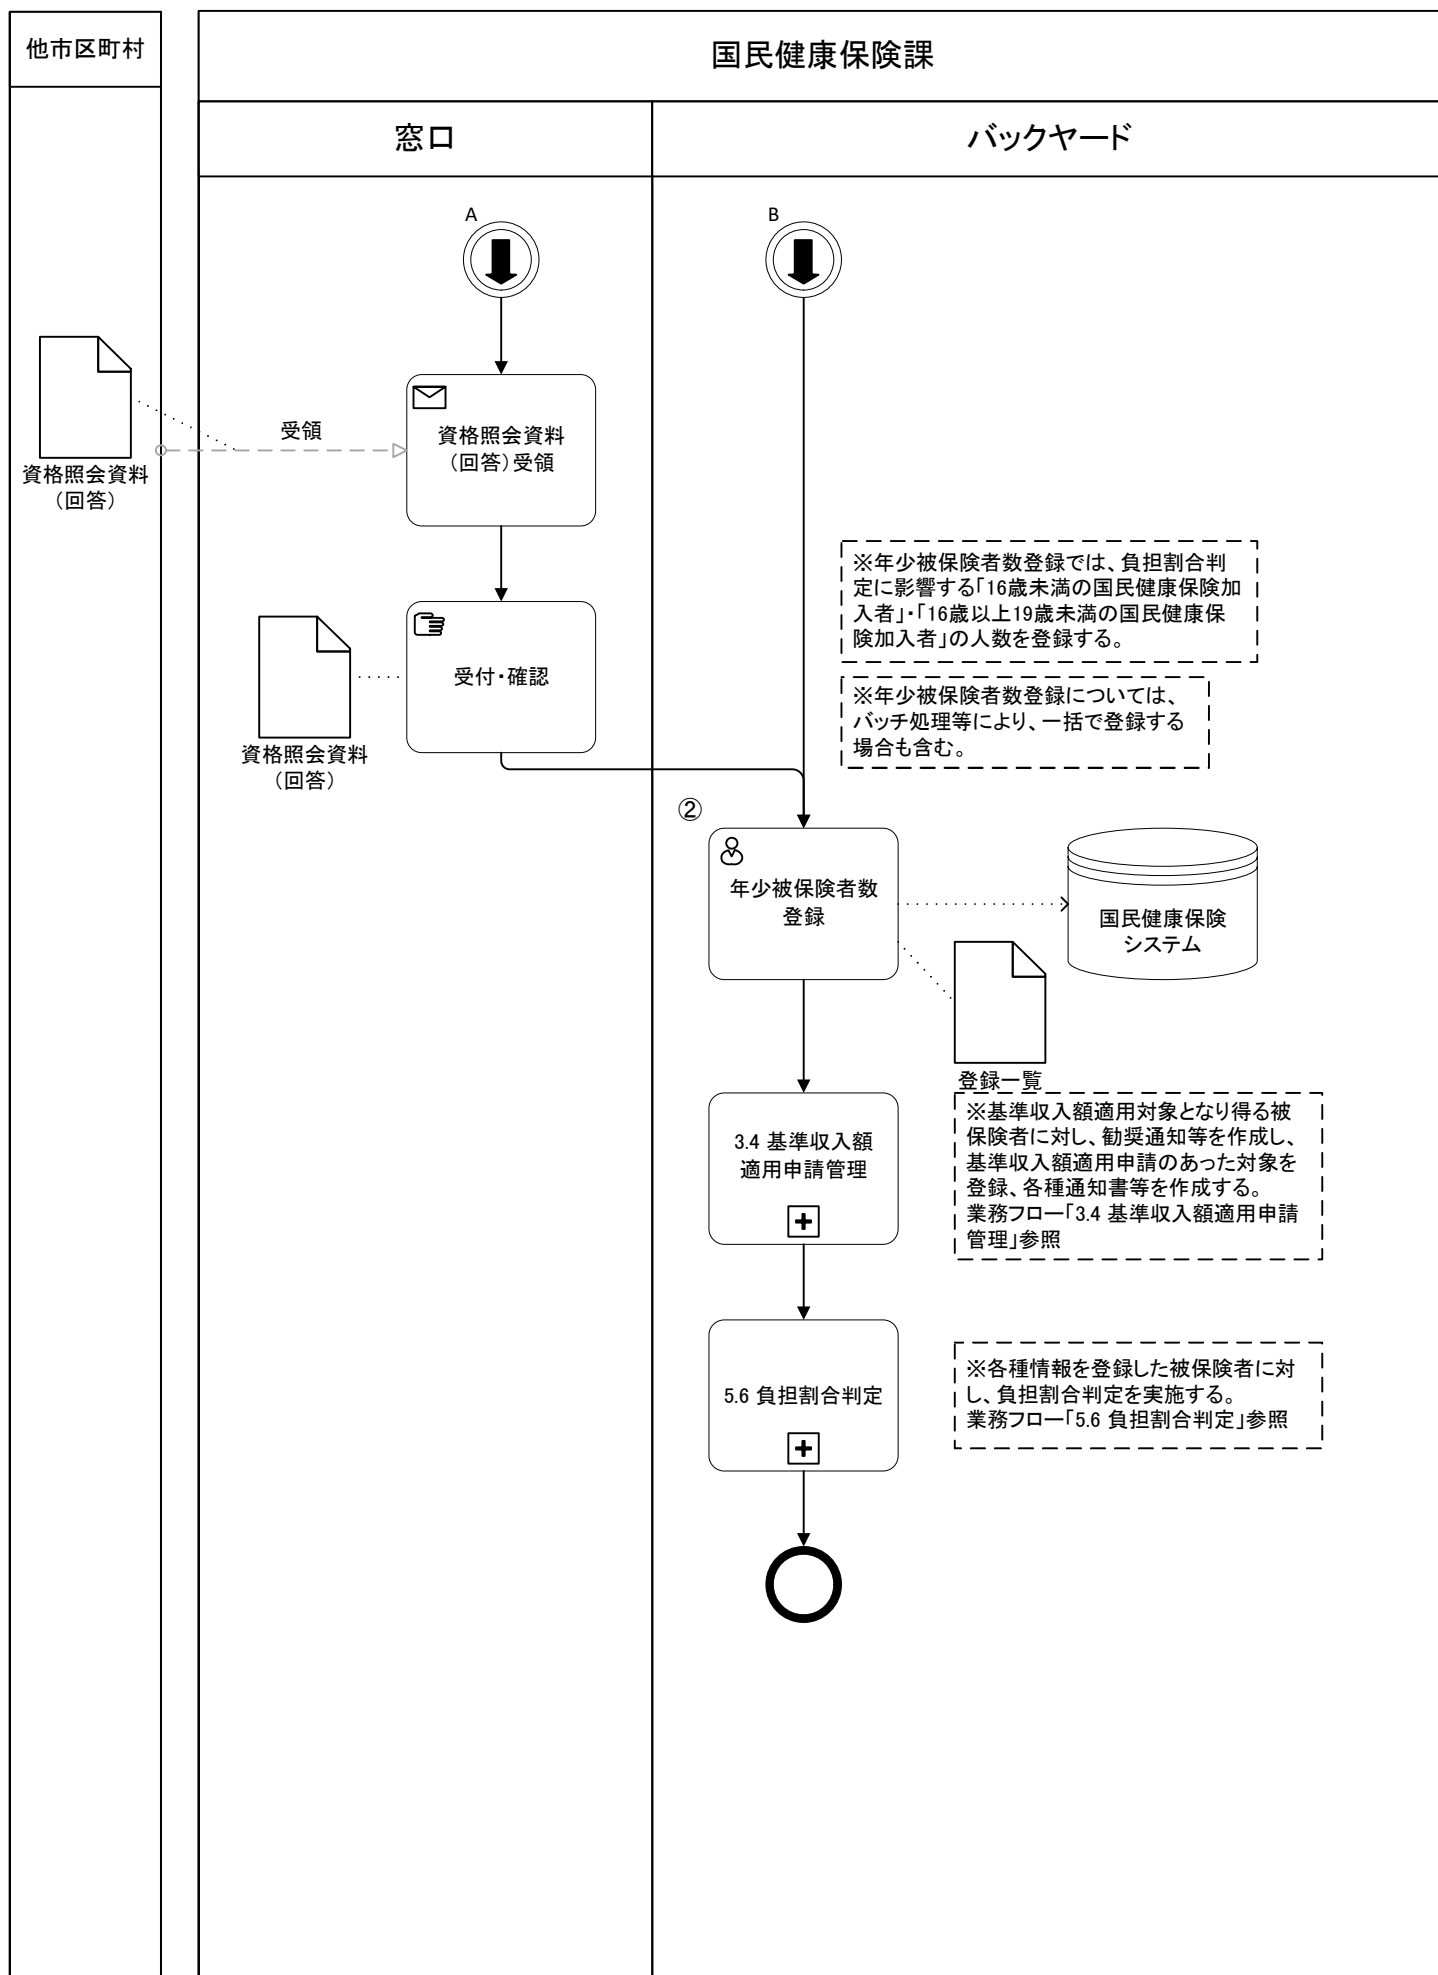 他市区町村
国民健康保険課
窓口
バックヤード
A
B
資格照会資料
（回答）
受領
資格照会資料
（回答）受領
※年少被保険者数登録では、負担割合判
定に影響する「16歳未満の国民健康保険加
入者」・「16歳以上19歳未満の国民健康保
険加入者」の人数を登録する。
受付・確認
資格照会資料
（回答）
※年少被保険者数登録については、
バッチ処理等により、一括で登録する
場合も含む。
②
年少被保険者数
登録
国民健康保険
システム
登録一覧
3.4 基準収入額
適用申請管理
※基準収入額適用対象となり得る被
保険者に対し、勧奨通知等を作成し、
基準収入額適用申請のあった対象を
登録、各種通知書等を作成する。
業務フロー「3.4 基準収入額適用申請
管理」参照
5.6 負担割合判定
※各種情報を登録した被保険者に対
し、負担割合判定を実施する。
業務フロー「5.6 負担割合判定」参照